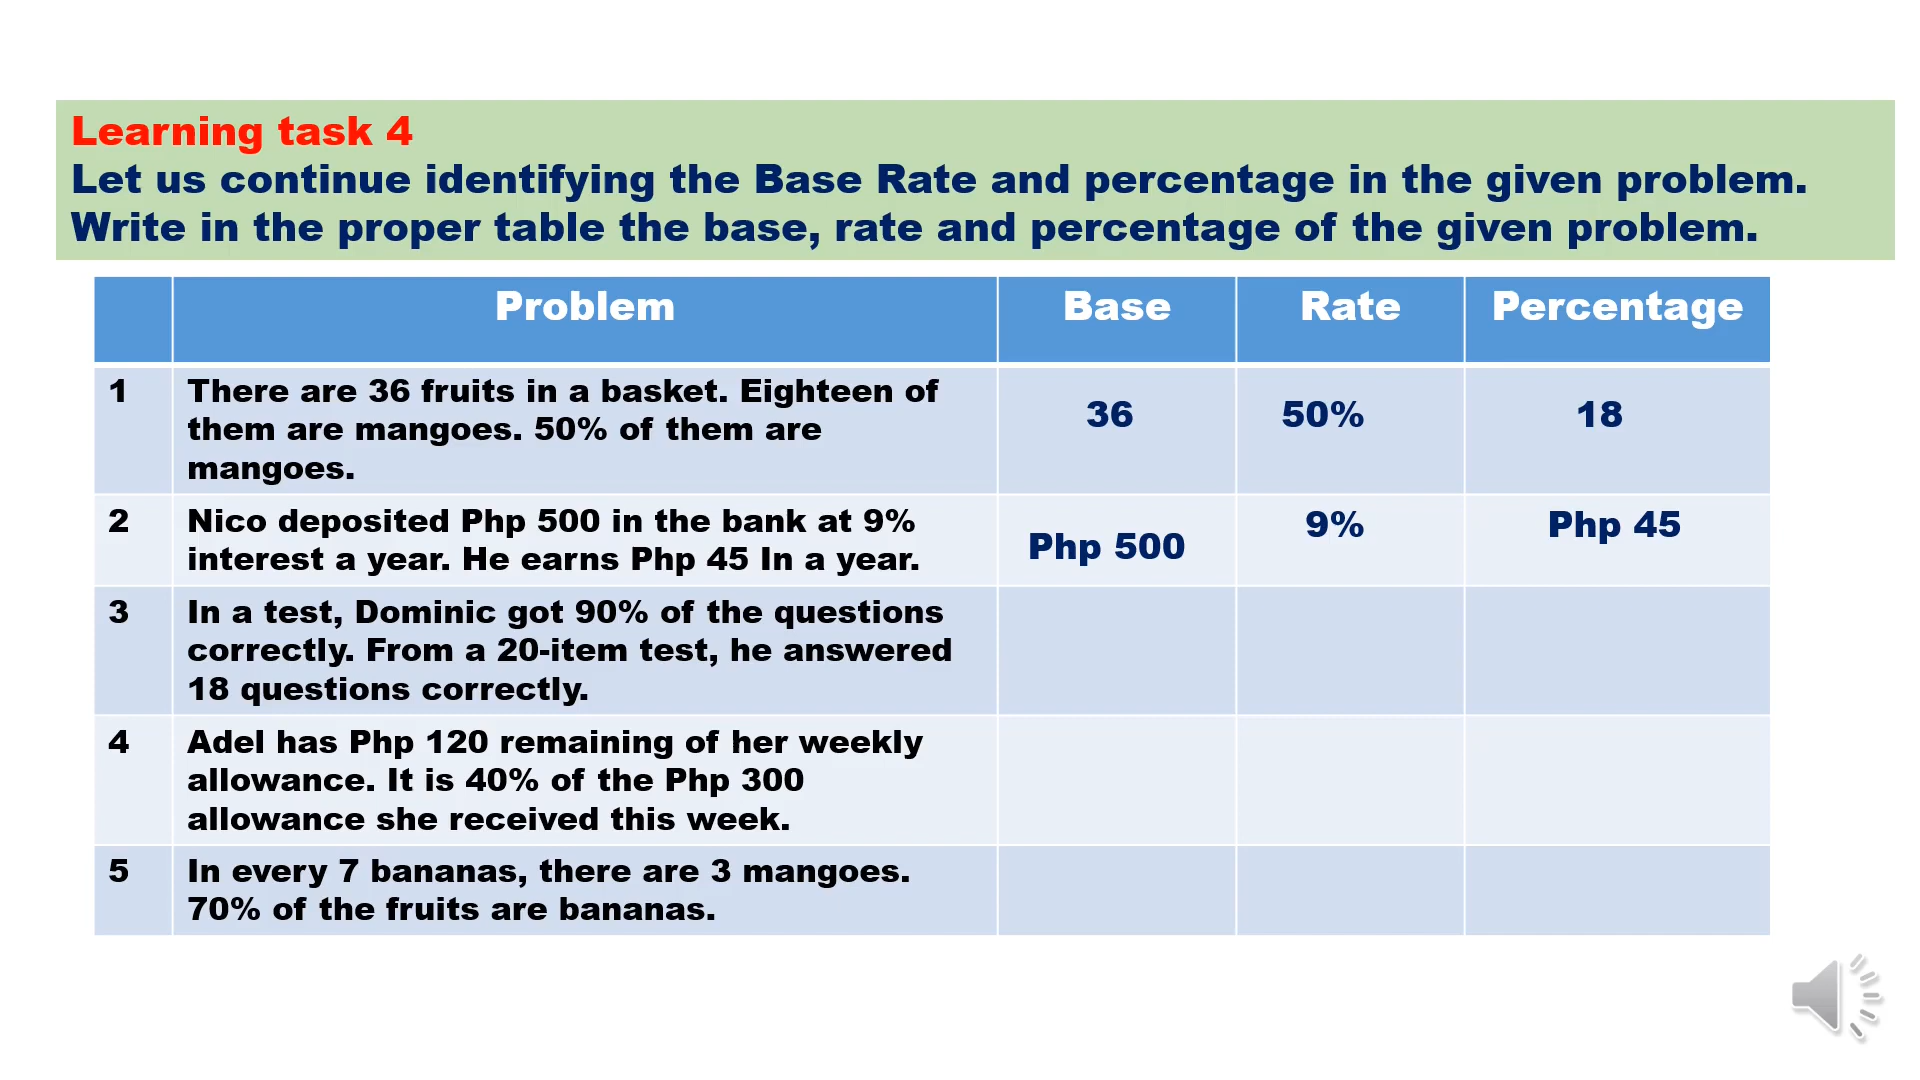 Learning task 4
Let us continue identifying the Base Rate and percentage in the given problem.
Write in the proper table the base, rate and percentage of the given problem.
Problem Base Rate Percentage
1 There are 36 fruits in a basket. Eighteen of
them are mangoes. 50% of them are
mangoes.
36 50% 18
2 Nico deposited Php 500 in the bank at 9%
interest a year. He earns Php 45 In a year.
Php 500 9% Php 45
3 In a test, Dominic got 90% of the questions
correctly. From a 20-item test, he answered
18 questions correctly.
4 Adel has Php 120 remaining of her weekly
allowance. It is 40% of the Php 300
allowance she received this week.
5 In every 7 bananas, there are 3 mangoes.
70% of the fruits are bananas.